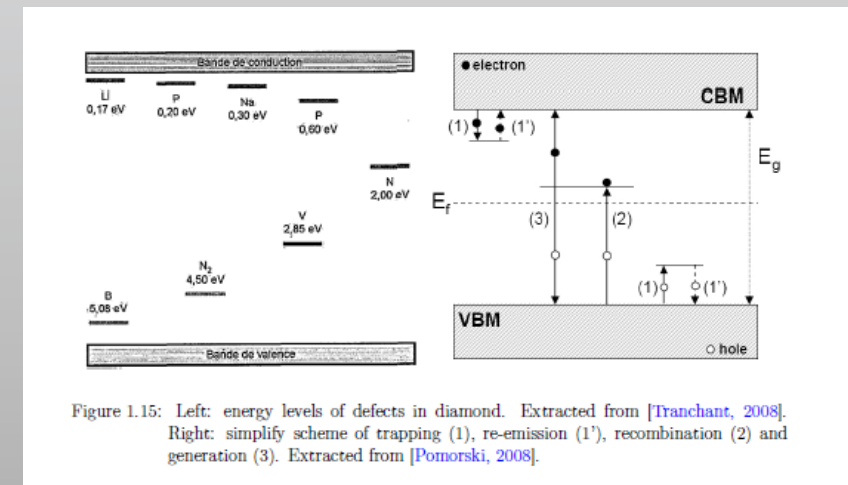 Bande de conduction
Li
0,17 eV
P
0,20 eV
Na
0,30 eV
P
0,60 eV
N
2,00 eV
V
2,85 eV
N2
4,50 eV
B
5,08 eV
Bande de valence
electron
CBM
(1)
(1')
Eg
Ef
(3)
(2)
(1)
(1')
VBM
hole
Figure 1.15: Left: energy levels of defects in diamond. Extracted from [Tranchant, 2008].
Right: simplify scheme of trapping (1), re-emission (1'), recombination (2) and
generation (3). Extracted from [Pomorski, 2008].